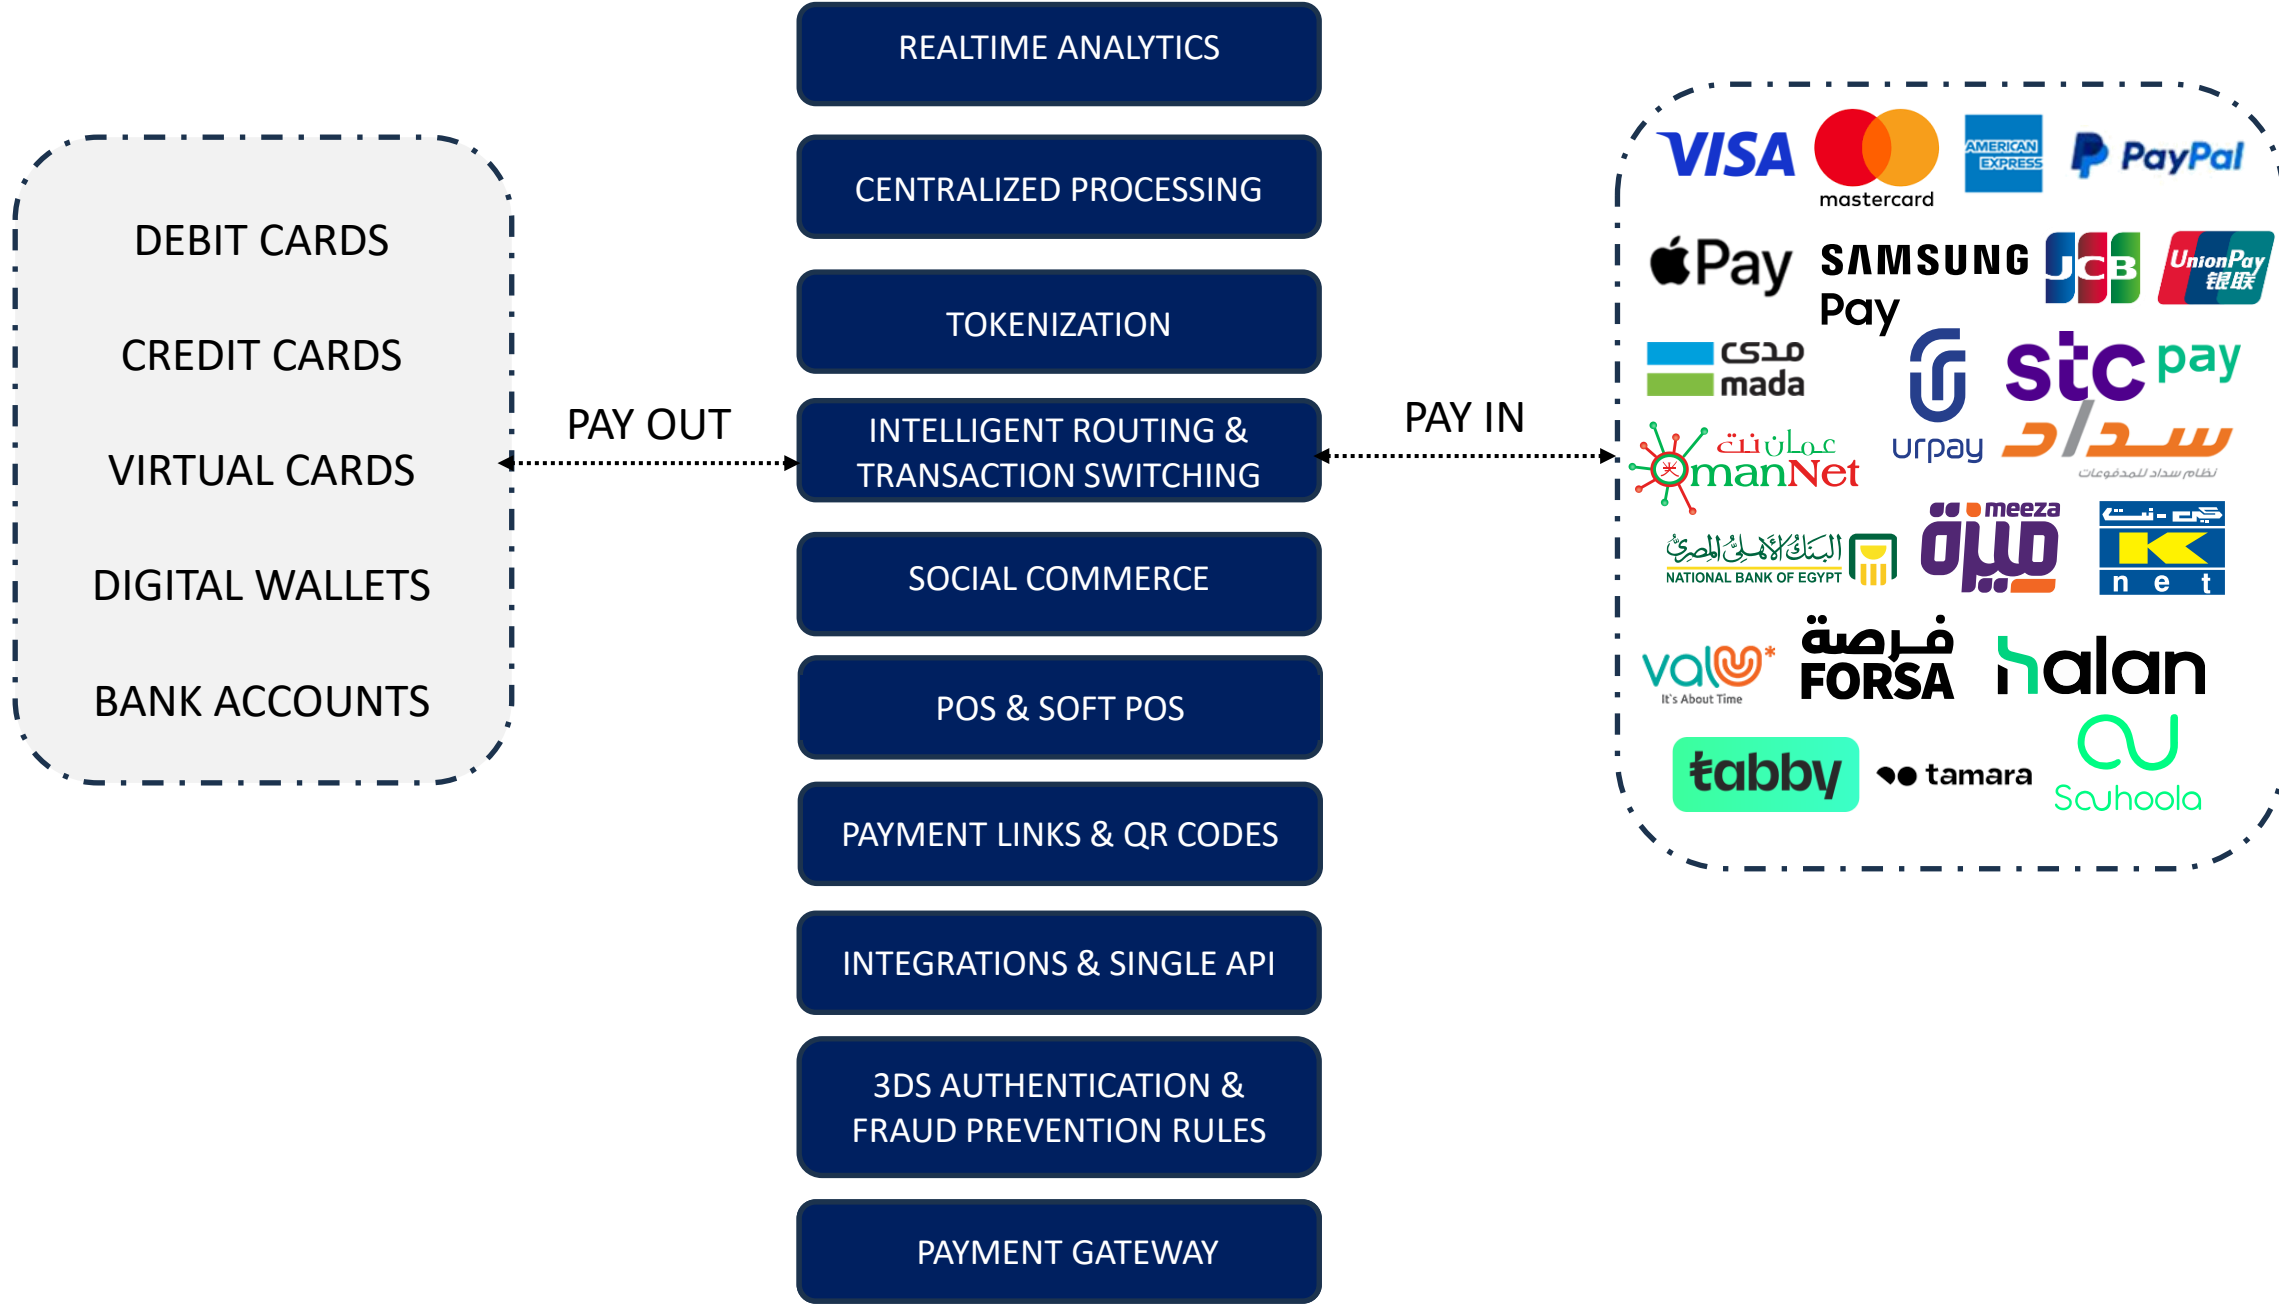 DEBIT CARDS
CREDIT CARDS
VIRTUAL CARDS
DIGITAL WALLETS
BANK ACCOUNTS
PAY OUT
REALTIME ANALYTICS
CENTRALIZED PROCESSING
TOKENIZATION
INTELLIGENT ROUTING &
TRANSACTION SWITCHING
SOCIAL COMMERCE
POS & SOFT POS
PAYMENT LINKS & QR CODES
INTEGRATIONS & SINGLE API
3DS AUTHENTICATION &
FRAUD PREVENTION RULES
PAYMENT GATEWAY
PAY IN
VISA
mastercard
AMERICAN
EXPRESS
PayPal
Pay
SAMSUNG
Pay
JCB
UnionPay
银联
مدى
mada
urpay
stc pay
سداد
نظام سداد للمدفوعات
عمان نت
OmanNet
البنك الأهلي المصري
NATIONAL BANK OF EGYPT
meeza
ميزة
كي-نت
K
net
valU*
It's About Time
فرصة
FORSA
halan
tabby
tamara
Souhoola